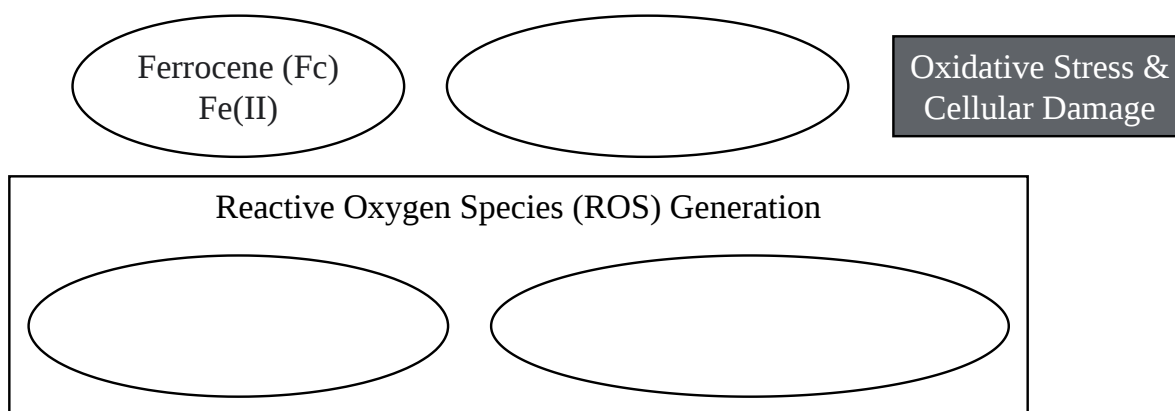 Ferrocene (Fc)
Fe(II)
Oxidative Stress &
Cellular Damage
Reactive Oxygen Species (ROS) Generation